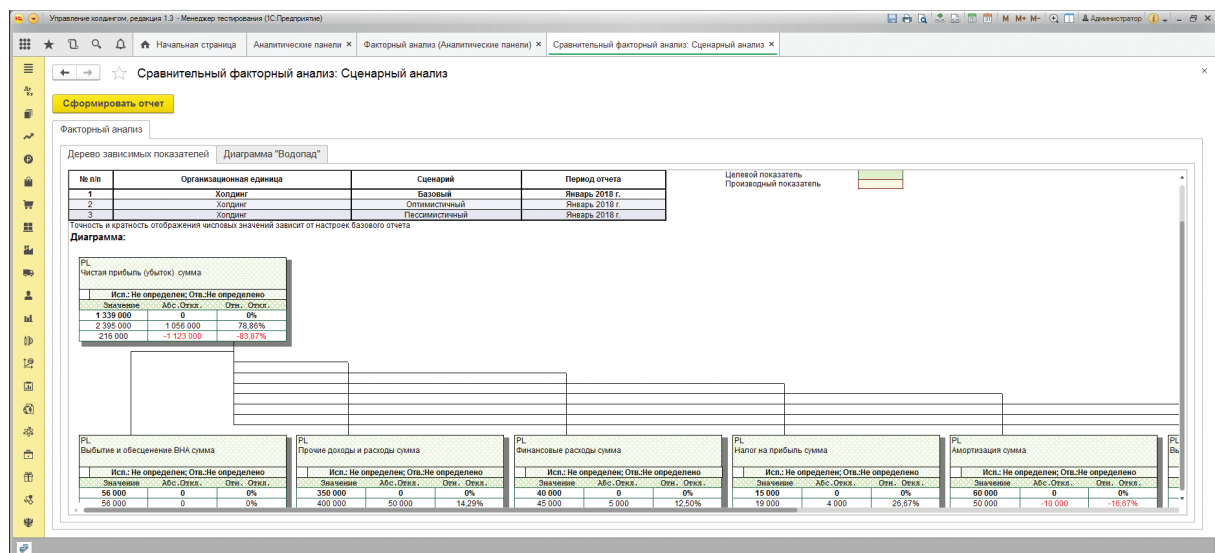 Управление холдингом, редакция 1.3 - Менеджер тестирования (1С:Предприятие)
M M+ M- Администратор
Начальная страница Аналитические панели × Факторный анализ (Аналитические панели) × Сравнительный факторный анализ: Сценарный анализ ×
Сравнительный факторный анализ: Сценарный анализ
Сформировать отчет
Факторный анализ
Дерево зависимых показателей Диаграмма "Водопад"
№ п/п Организационная единица Сценарий Период отчета
1 Холдинг Базовый Январь 2018 г.
2 Холдинг Оптимистичный Январь 2018 г.
3 Холдинг Пессимистичный Январь 2018 г.
Целевой показатель
Производный показатель
Точность и кратность отображения числовых значений зависит от настроек базового отчета
Диаграмма:
PL
Чистая прибыль (убыток) сумма
Исп.: Не определен; Отв.:Не определено
Значение Абс.Откл. Отн. Откл.
1 339 000 0 0%
2 395 000 1 056 000 78,86%
216 000 -1 123 000 -83,87%
PL
Выбытие и обесценение ВНА сумма
Исп.: Не определен; Отв.:Не определено
Значение Абс.Откл. Отн. Откл.
56 000 0 0%
56 000 0 0%
PL
Прочие доходы и расходы сумма
Исп.: Не определен; Отв.:Не определено
Значение Абс.Откл. Отн. Откл.
350 000 0 0%
400 000 50 000 14,29%
PL
Финансовые расходы сумма
Исп.: Не определен; Отв.:Не определено
Значение Абс.Откл. Отн. Откл.
40 000 0 0%
45 000 5 000 12,50%
PL
Налог на прибыль сумма
Исп.: Не определен; Отв.:Не определено
Значение Абс.Откл. Отн. Откл.
15 000 0 0%
19 000 4 000 26,67%
PL
Амортизация сумма
Исп.: Не определен; Отв.:Не определено
Значение Абс.Откл. Отн. Откл.
60 000 0 0%
50 000 -10 000 -16,67%
PL
Вы